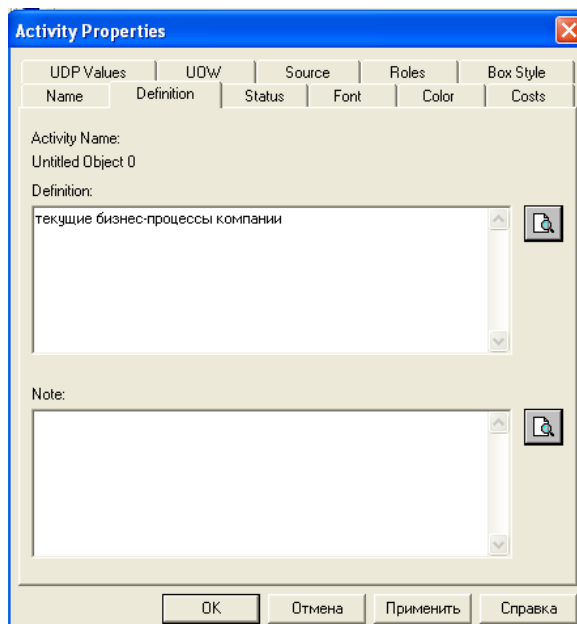 Activity Properties
UDP Values UOW Source Roles Box Style
Name Definition Status Font Color Costs
Activity Name:
Untitled Object 0
Definition:
текущие бизнес-процессы компании
Note:
OK Отмена Применить Справка